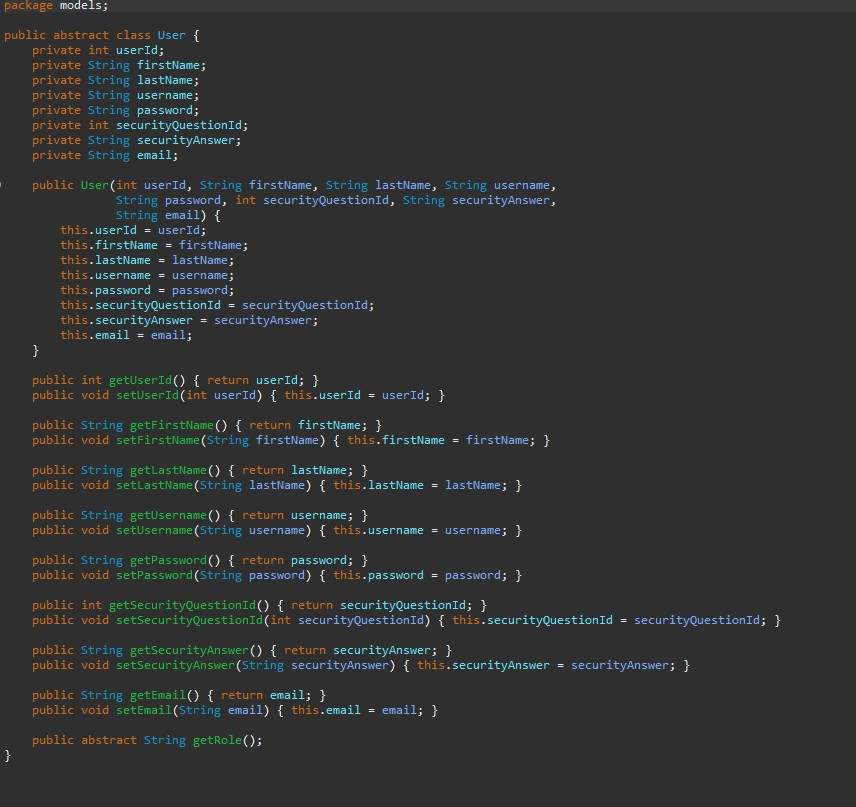 package models;
public abstract class User {
private int userId;
private String firstName;
private String lastName;
private String username;
private String password;
private int securityQuestionId;
private String securityAnswer;
private String email;
public User(int userId, String firstName, String lastName, String username,
String password, int securityQuestionId, String securityAnswer,
String email) {
this.userId = userId;
this.firstName = firstName;
this.lastName = lastName;
this.username = username;
this.password = password;
this.securityQuestionId = securityQuestionId;
this.securityAnswer = securityAnswer;
this.email = email;
}
public int getUserId() { return userId; }
public void setUserId(int userId) { this.userId = userId; }
public String getFirstName() { return firstName; }
public void setFirstName(String firstName) { this.firstName = firstName; }
public String getLastName() { return lastName; }
public void setLastName(String lastName) { this.lastName = lastName; }
public String getUsername() { return username; }
public void setUsername(String username) { this.username = username; }
public String getPassword() { return password; }
public void setPassword(String password) { this.password = password; }
public int getSecurityQuestionId() { return securityQuestionId; }
public void setSecurityQuestionId(int securityQuestionId) { this.securityQuestionId = securityQuestionId; }
public String getSecurityAnswer() { return securityAnswer; }
public void setSecurityAnswer(String securityAnswer) { this.securityAnswer = securityAnswer; }
public String getEmail() { return email; }
public void setEmail(String email) { this.email = email; }
public abstract String getRole();
}